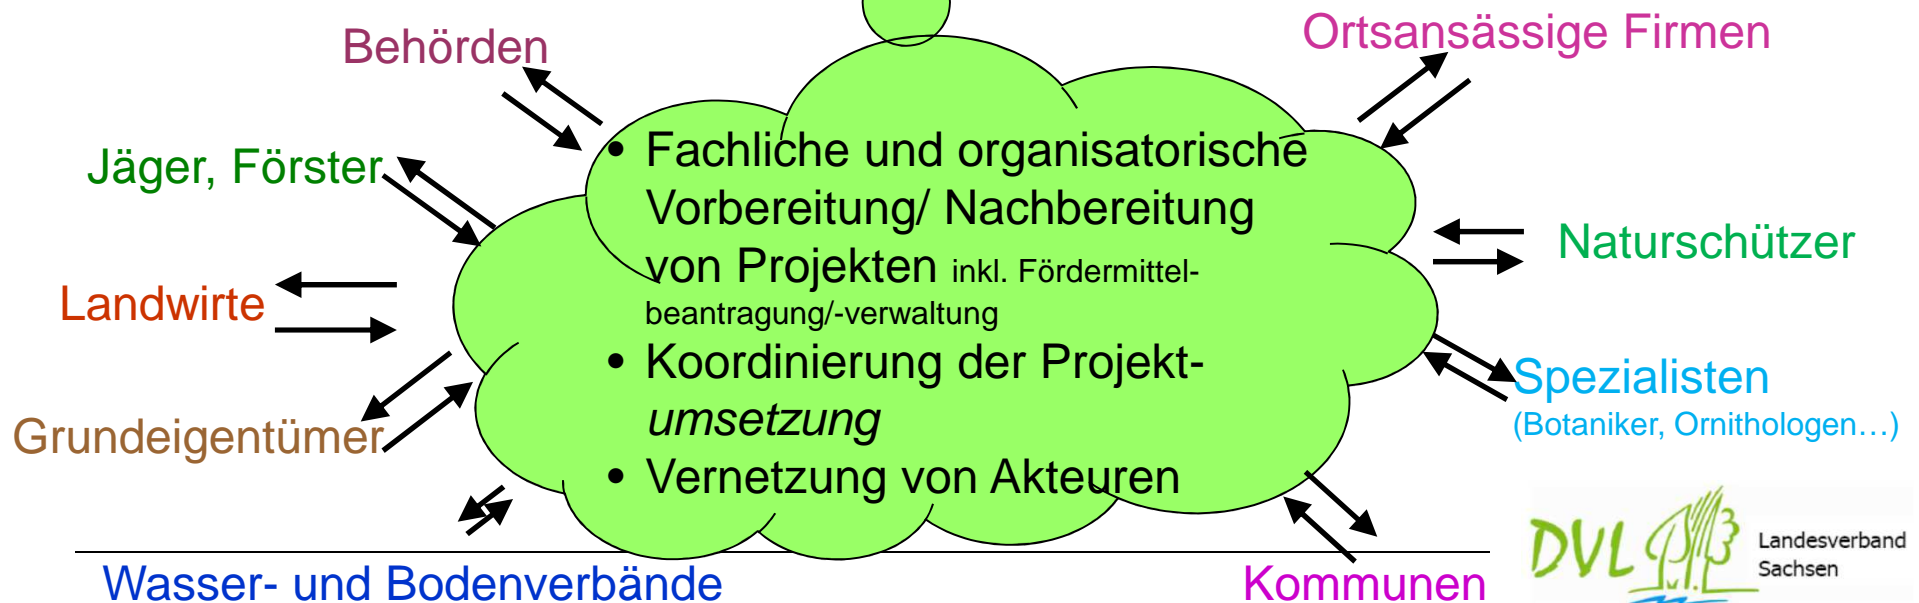 Behörden
Ortsansässige Firmen
Jäger, Förster
• Fachliche und organisatorische
Vorbereitung/ Nachbereitung
von Projekten inkl. Fördermittel-
beantragung/-verwaltung
• Koordinierung der Projekt-
umsetzung
• Vernetzung von Akteuren
Naturschützer
Landwirte
Spezialisten
(Botaniker, Ornithologen…)
Grundeigentümer
Wasser- und Bodenverbände
Kommunen
DVL
Landesverband
Sachsen